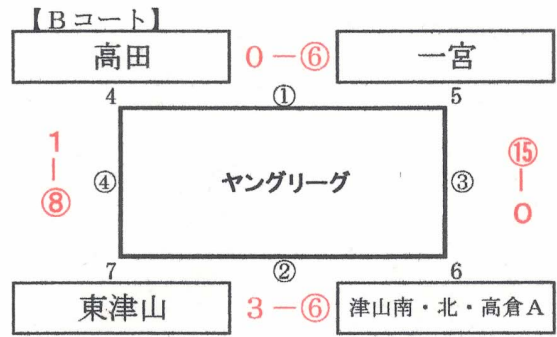 【Bコート】
高田 0－⑥ 一宮
4 ① 5
1
－
⑧
④ ヤングリーグ ③
⑮
－
0
7 ② 6
東津山 3－⑥ 津山南・北・高倉A